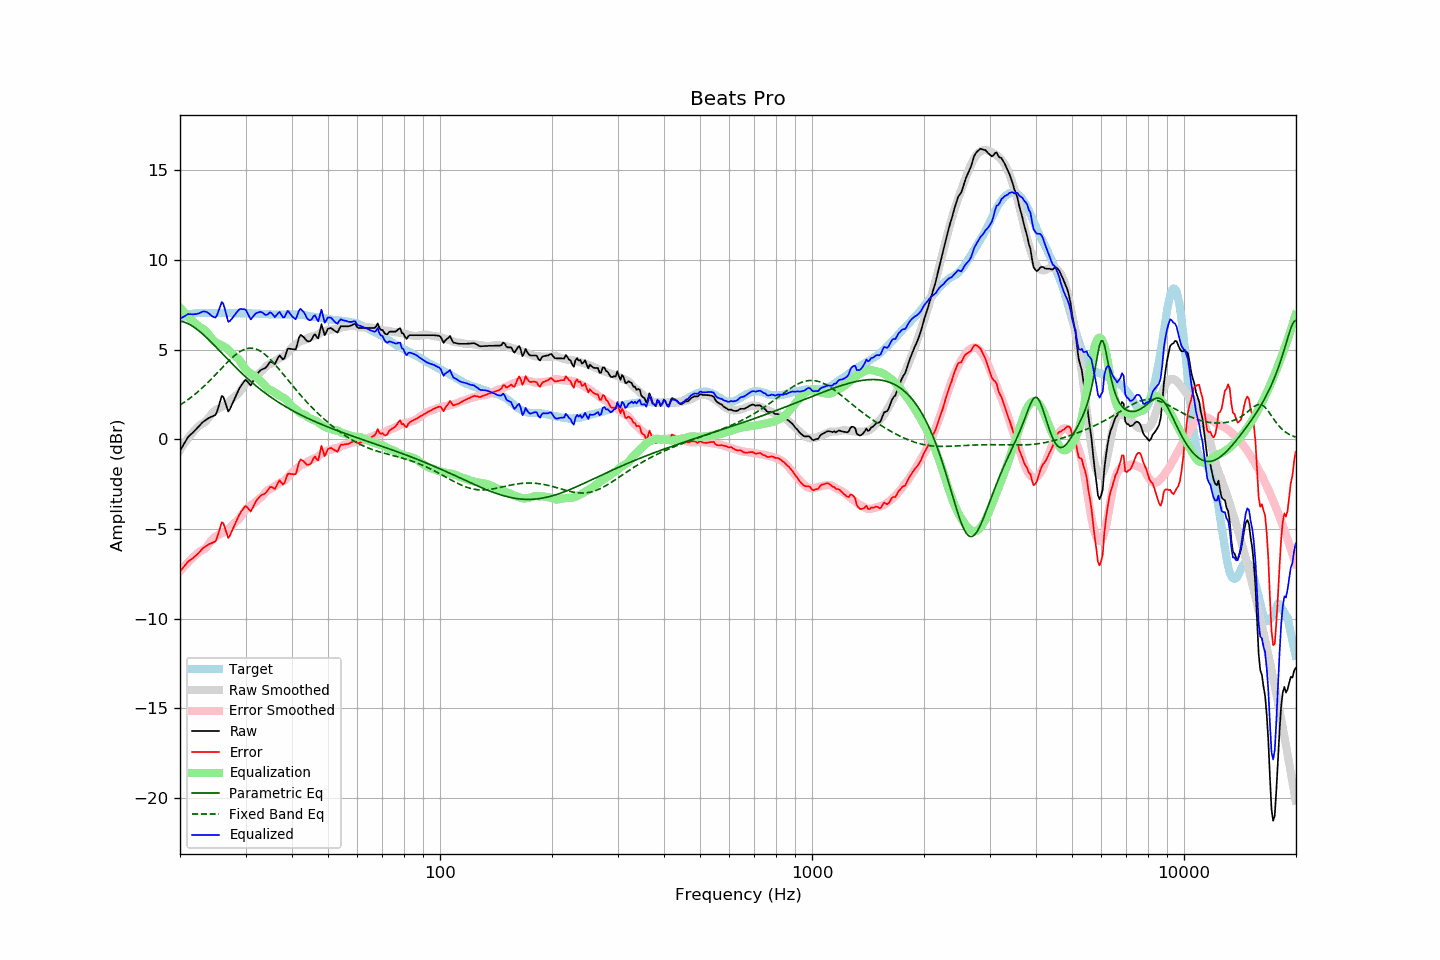 Beats Pro
Amplitude (dBr)
15
10
5
0
−5
−10
−15
−20
Target
Raw Smoothed
Error Smoothed
Raw
Error
Equalization
Parametric Eq
Fixed Band Eq
Equalized
100
1000
10000
Frequency (Hz)